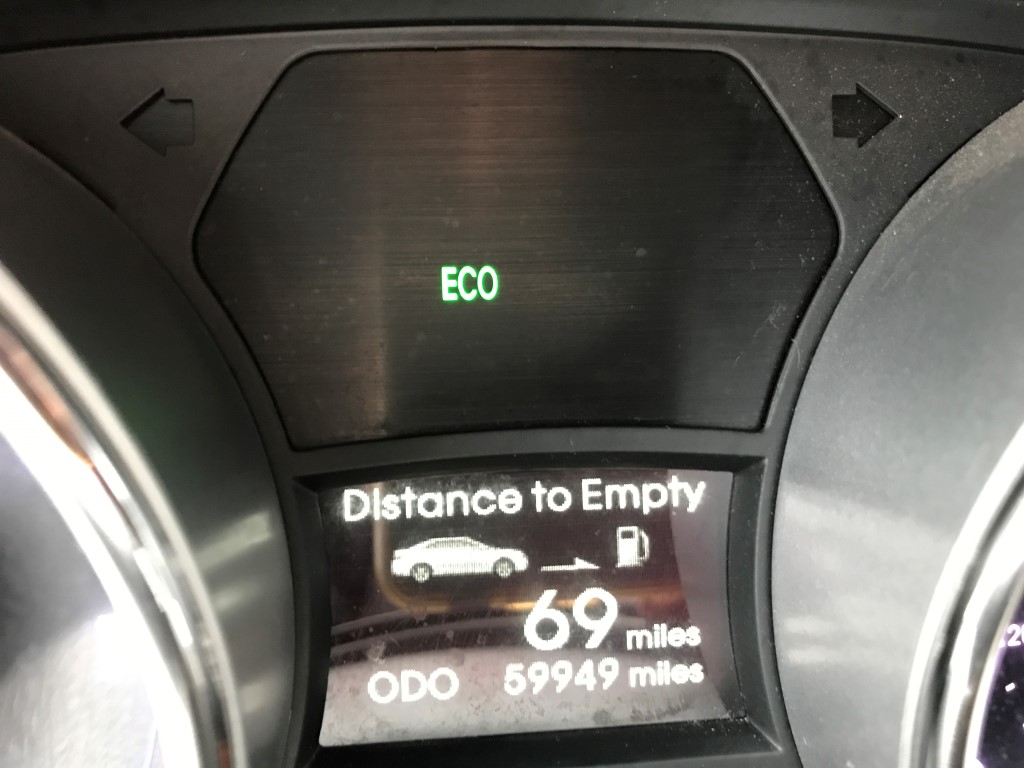 ECO
Distance to Empty
69 miles
ODO 59949 miles